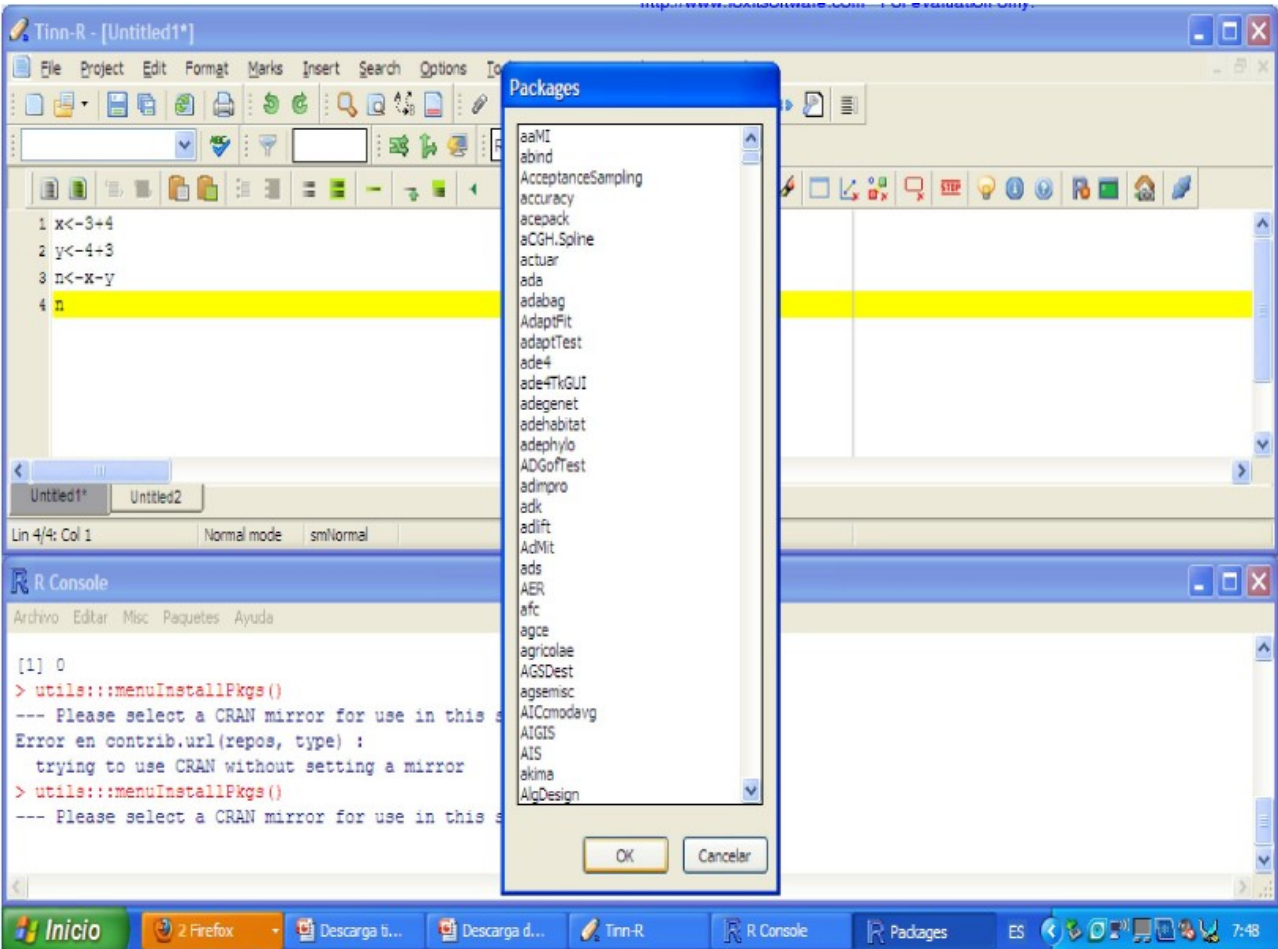 Tinn-R - [Untitled1*]
File Project Edit Format Marks Insert Search Options
1 x<-3+4
2 y<-4+3
3 n<-x-y
4 n
Untitled1* Untitled2
Lin 4/4: Col 1 Normal mode smNormal
Packages
aaMI
abind
AcceptanceSampling
accuracy
acepack
aCGH.Spline
actuar
ada
adabag
AdaptFit
adaptTest
ade4
ade4TkGUI
adegenet
adehabitat
adephylo
ADGofTest
adimpro
adk
adlift
AdMit
ads
AER
afc
agce
agricolae
AGSDest
agsemisc
AICcmodavg
AIGIS
AIS
akima
AlgDesign
OK Cancelar
R Console
Archivo Editar Misc Paquetes Ayuda
[1] 0
> utils:::menuInstallPkgs()
--- Please select a CRAN mirror for use in this
Error en contrib.url(repos, type) :
trying to use CRAN without setting a mirror
> utils:::menuInstallPkgs()
--- Please select a CRAN mirror for use in this
Inicio 2 Firefox Descarga ti... Descarga d... Tinn-R R Console Packages ES 7:48